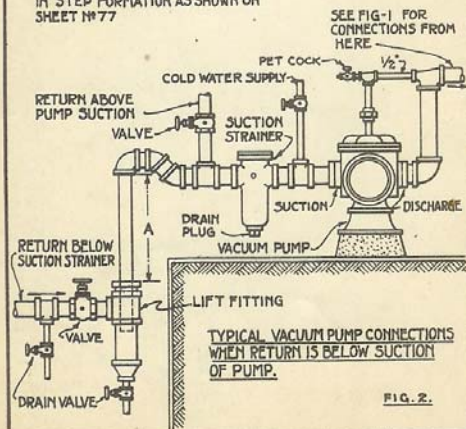 IN STEP FORMATION AS SHOWN ON
SHEET Nº 77
SEE FIG-1 FOR
CONNECTIONS FROM
HERE
PET COCK
1/2"
COLD WATER SUPPLY
RETURN ABOVE
PUMP SUCTION
VALVE
SUCTION
STRAINER
A
DRAIN
PLUG
SUCTION
DISCHARGE
VACUUM PUMP
RETURN BELOW
SUCTION STRAINER
LIFT FITTING
VALVE
DRAIN VALVE
TYPICAL VACUUM PUMP CONNECTIONS
WHEN RETURN IS BELOW SUCTION
OF PUMP.
FIG. 2.